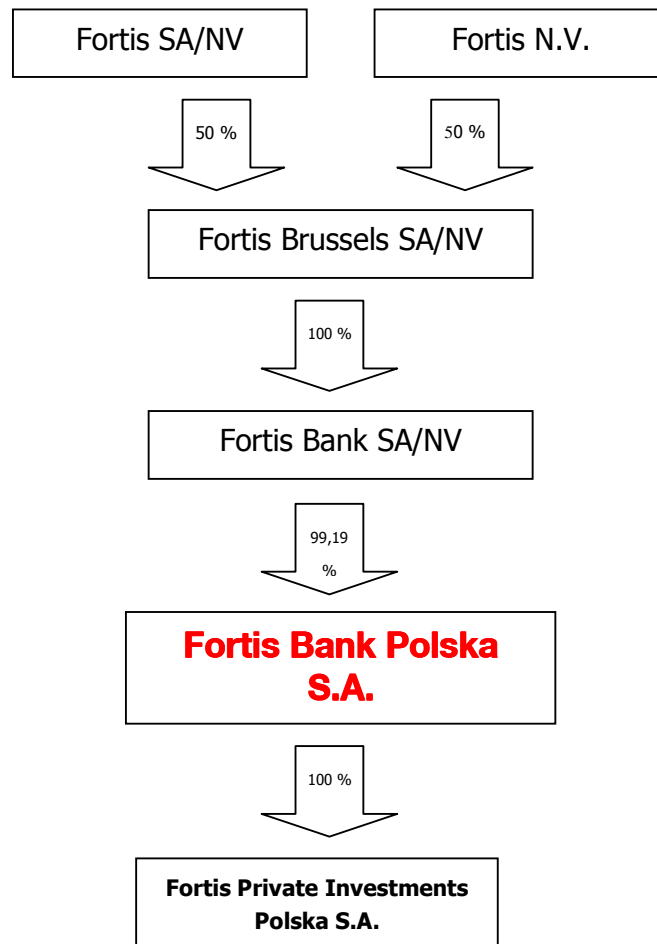 Fortis SA/NV
Fortis N.V.
50 %
50 %
Fortis Brussels SA/NV
100 %
Fortis Bank SA/NV
99,19
%
Fortis Bank Polska
S.A.
100 %
Fortis Private Investments
Polska S.A.